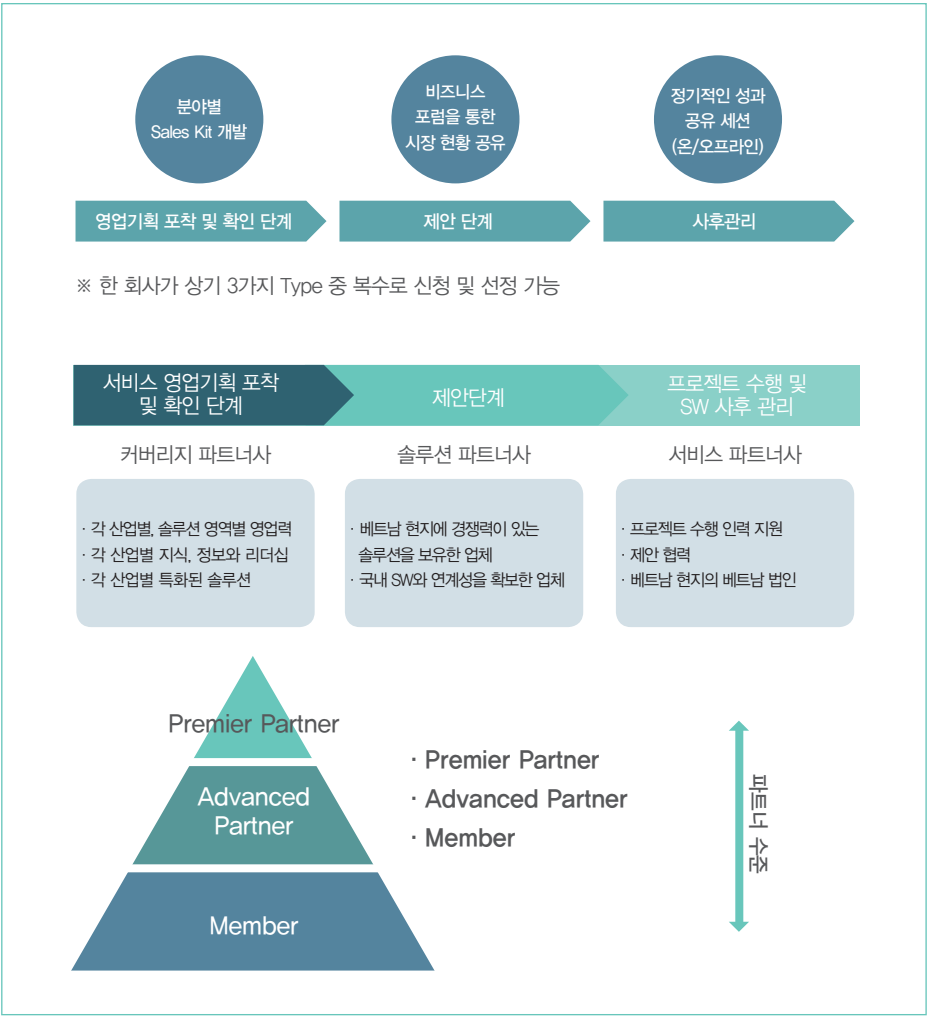 분야별
Sales Kit 개발
비즈니스
포럼을 통한
시장 현황 공유
정기적인 성과
공유 세션
(온/오프라인)
영업기획 포착 및 확인 단계
제안 단계
사후관리
※ 한 회사가 상기 3가지 Type 중 복수로 신청 및 선정 가능
서비스 영업기획 포착
및 확인 단계
제안단계
프로젝트 수행 및
SW 사후 관리
커버리지 파트너사
솔루션 파트너사
서비스 파트너사
· 각 산업별, 솔루션 영역별 영업력
· 각 산업별 지식, 정보와 리더십
· 각 산업별 특화된 솔루션
· 베트남 현지에 경쟁력이 있는
솔루션을 보유한 업체
· 국내 SW와 연계성을 확보한 업체
· 프로젝트 수행 인력 지원
· 제안 협력
· 베트남 현지의 베트남 법인
Premier Partner
Advanced
Partner
Member
· Premier Partner
· Advanced Partner
· Member
파트너 수준